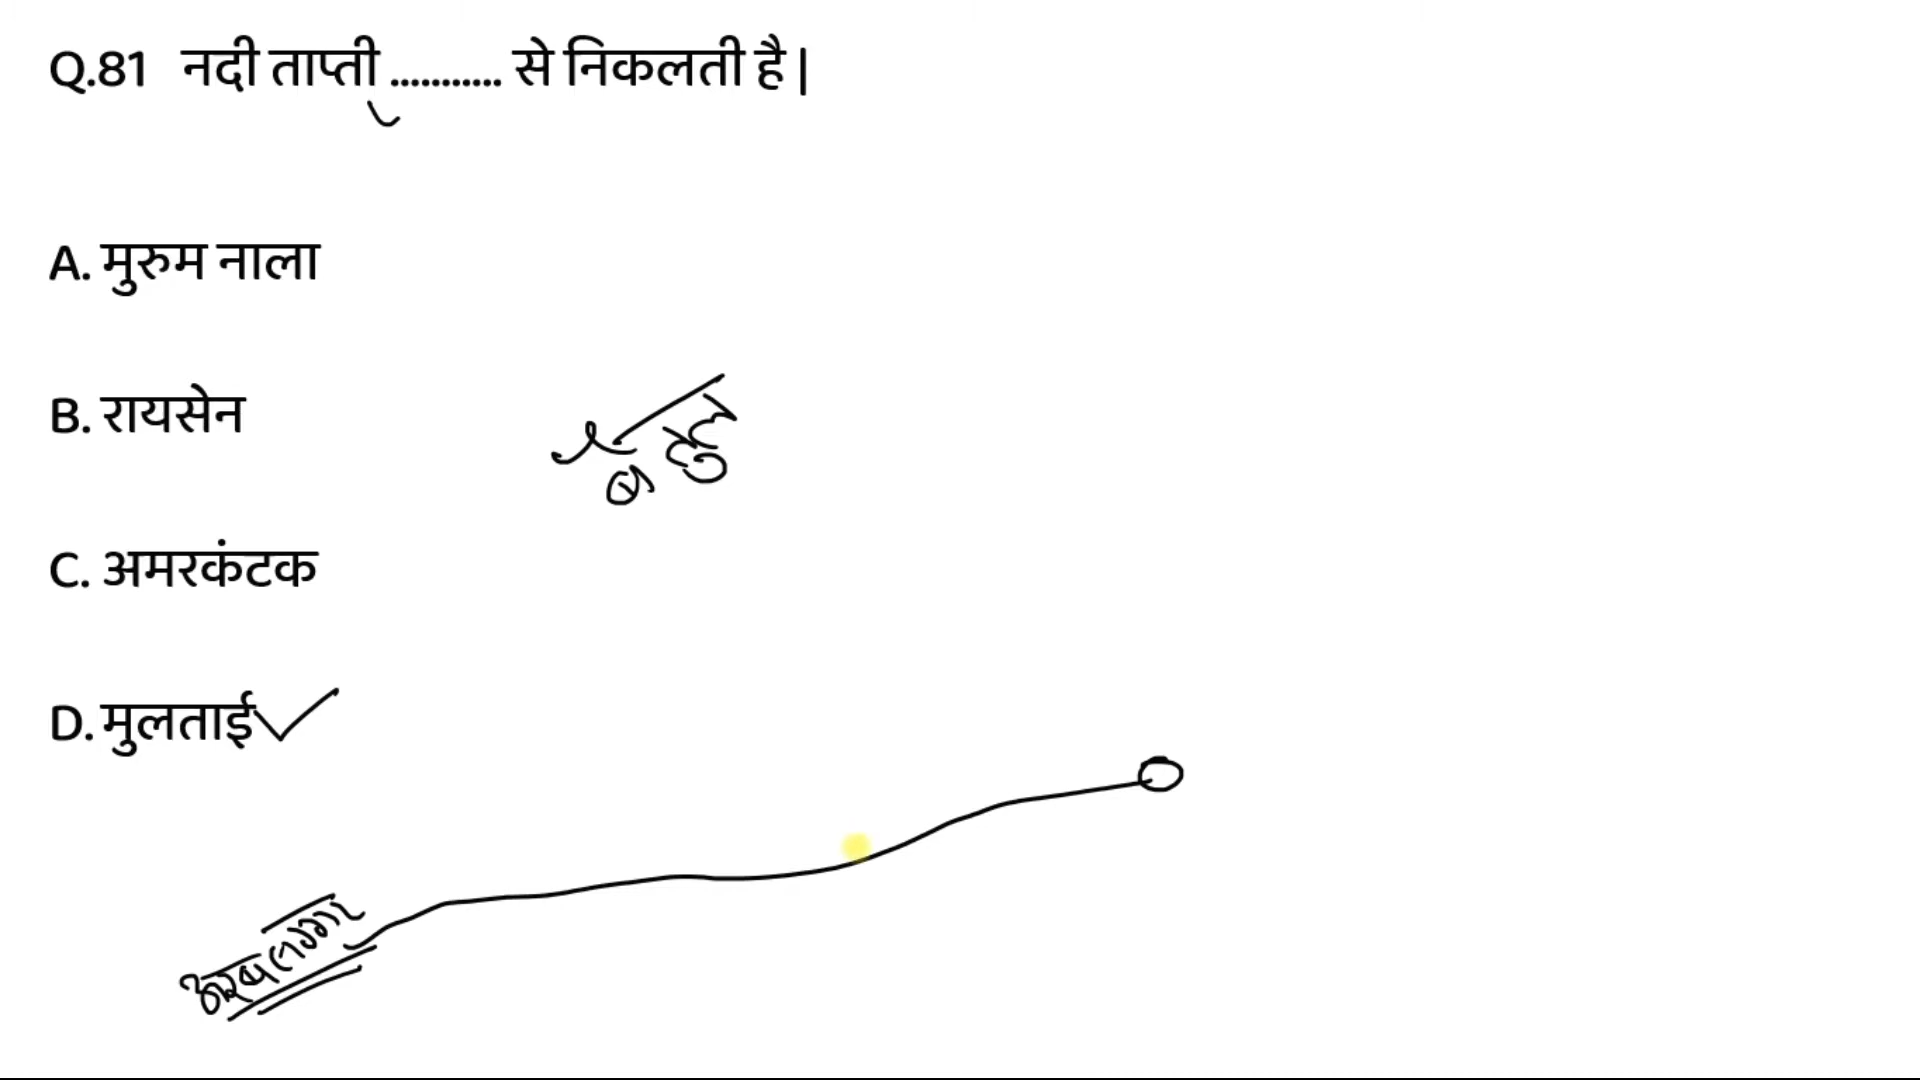 Q.81 नदी ताप्ती ........... से निकलती है |
A. मुरुम नाला
B. रायसेन
C. अमरकंटक
D. मुलताई